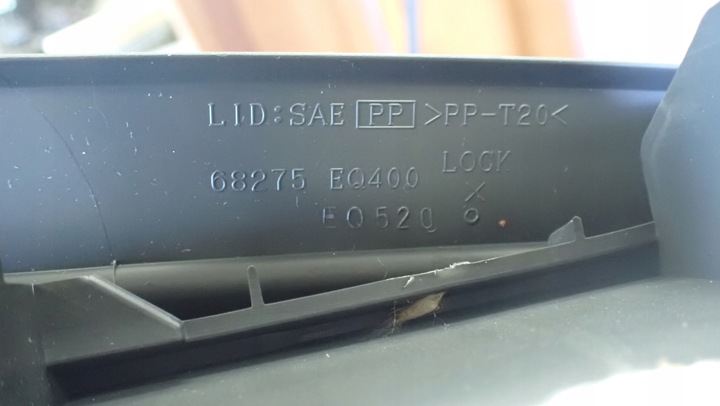 LID:SAE PP >PP-T20<
68275 EQ400 LOCK ×
EQ520 o